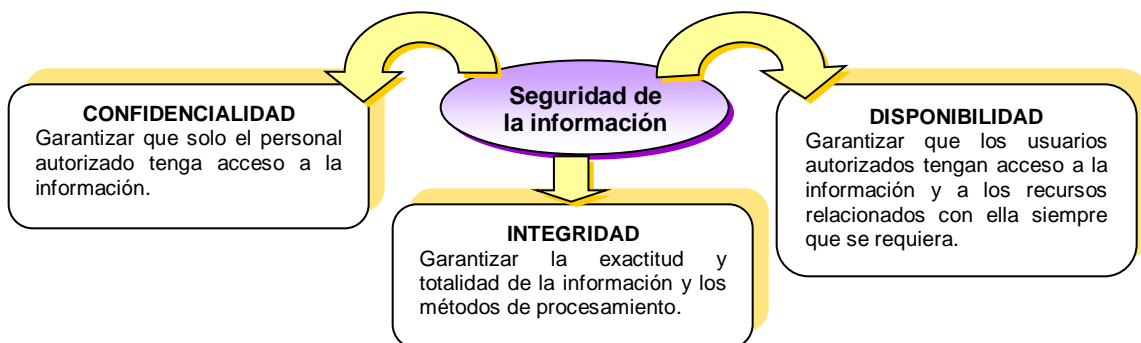 Seguridad de
la información
CONFIDENCIALIDAD
Garantizar que solo el personal
autorizado tenga acceso a la
información.
INTEGRIDAD
Garantizar la exactitud y
totalidad de la información y los
métodos de procesamiento.
DISPONIBILIDAD
Garantizar que los usuarios
autorizados tengan acceso a la
información y a los recursos
relacionados con ella siempre
que se requiera.